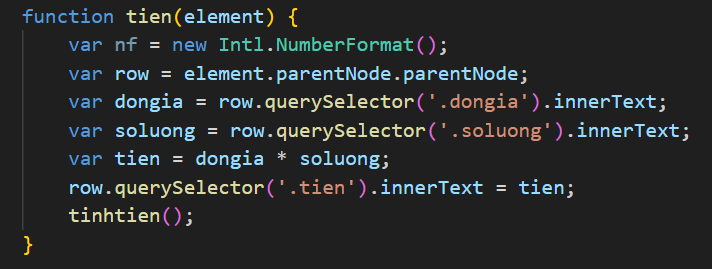 function tien(element) {
    var nf = new Intl.NumberFormat();
    var row = element.parentNode.parentNode;
    var dongia = row.querySelector('.dongia').innerText;
    var soluong = row.querySelector('.soluong').innerText;
    var tien = dongia * soluong;
    row.querySelector('.tien').innerText = tien;
    tinhtien();
}